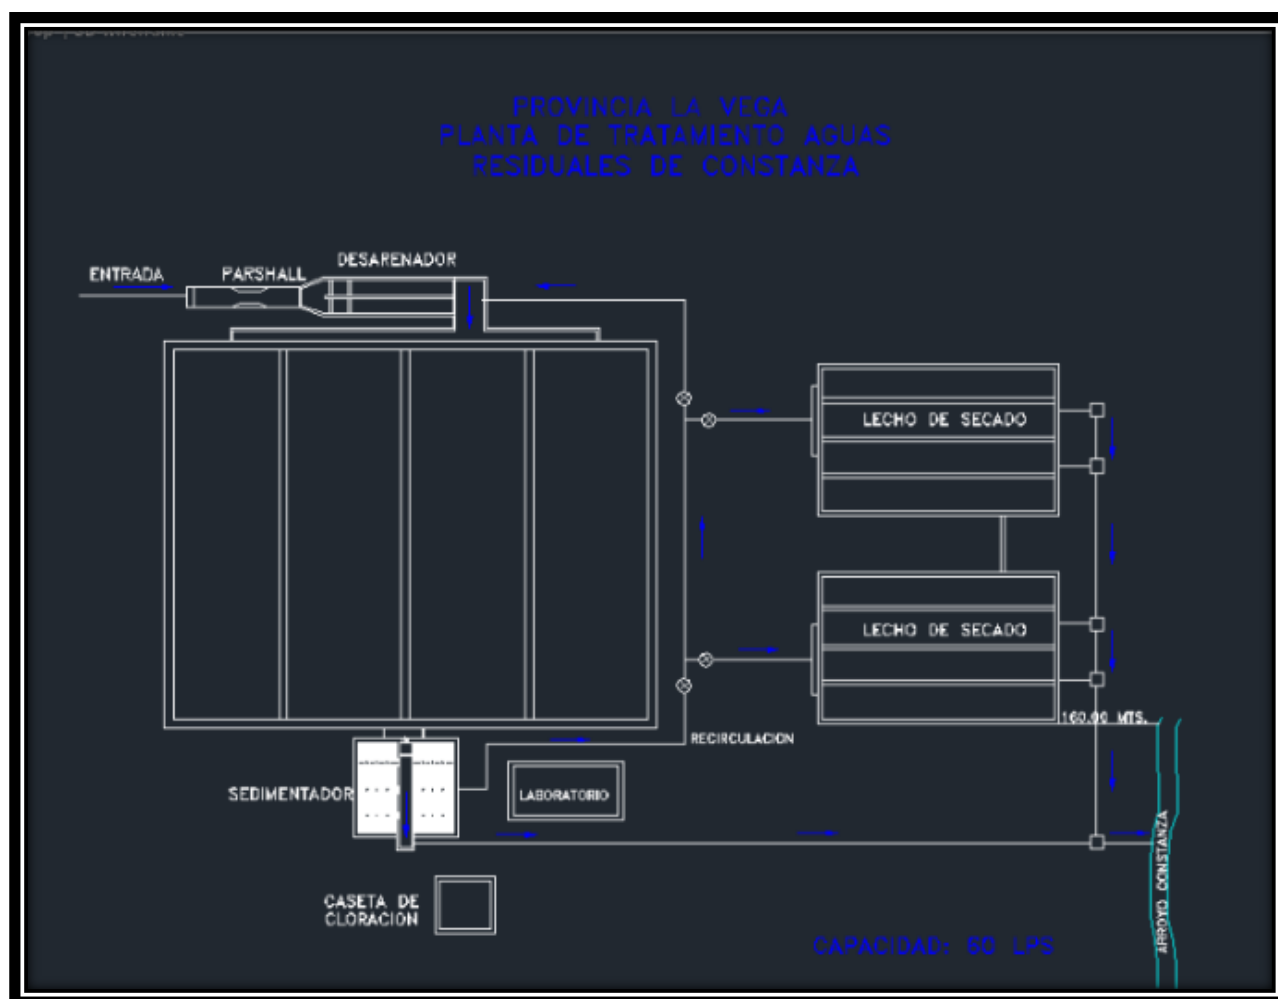 PROVINCIA LA VEGA
PLANTA DE TRATAMIENTO AGUAS
RESIDUALES DE CONSTANZA
DESARENADOR
ENTRADA
PARSHALL
LECHO DE SECADO
LECHO DE SECADO
160.00 MTS.
RECIRCULACION
SEDIMENTADOR
LABORATORIO
CASETA DE
CLORACION
ARROYO CONSTANZA
CAPACIDAD: 50 LPS